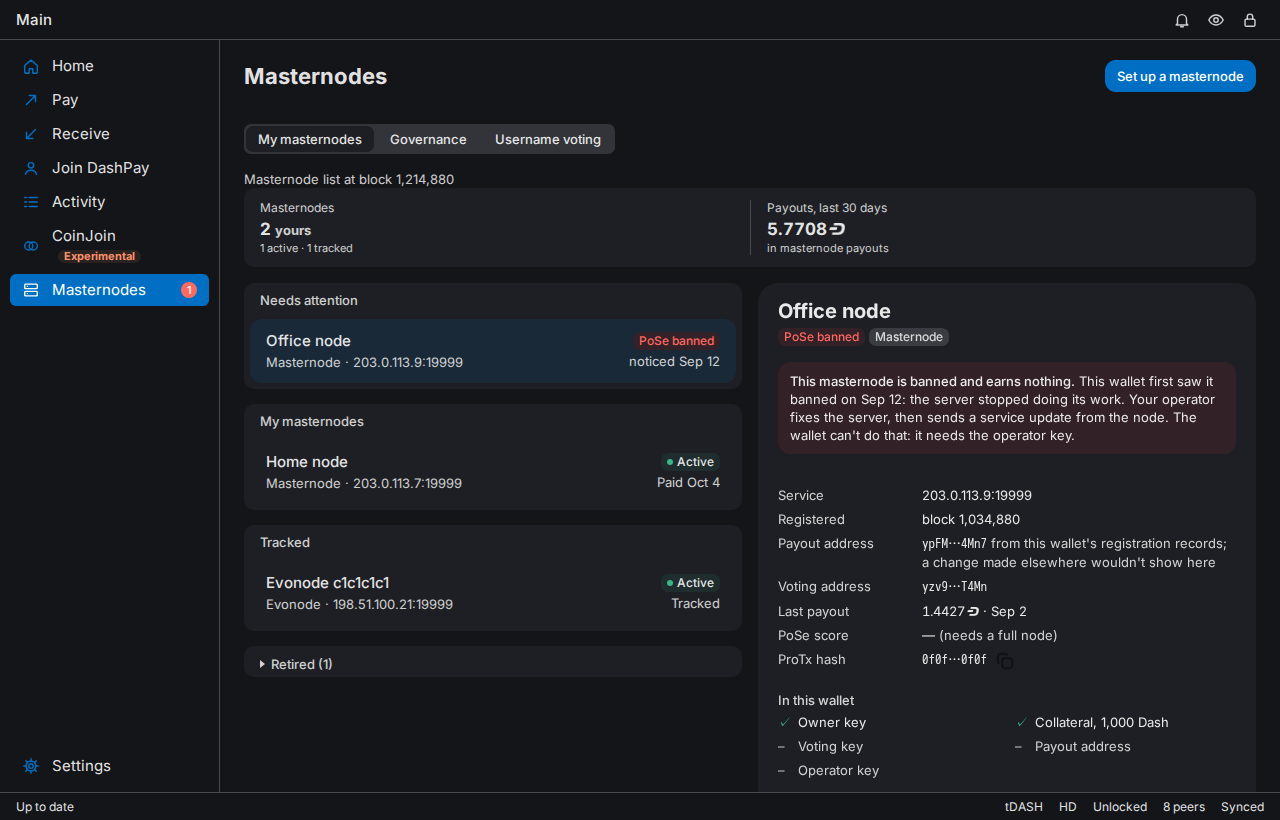 Main
Home
Pay
Receive
Join DashPay
Activity
CoinJoin
Experimental
Masternodes 1
Settings
Masternodes
Set up a masternode
My masternodes Governance Username voting
Masternode list at block 1,214,880
Masternodes
2 yours
1 active · 1 tracked
Payouts, last 30 days
5.7708
in masternode payouts
Needs attention
Office node PoSe banned
Masternode · 203.0.113.9:19999 noticed Sep 12
My masternodes
Home node Active
Masternode · 203.0.113.7:19999 Paid Oct 4
Tracked
Evonode c1c1c1c1 Active
Evonode · 198.51.100.21:19999 Tracked
Retired (1)
Office node
PoSe banned Masternode
This masternode is banned and earns nothing. This wallet first saw it
banned on Sep 12: the server stopped doing its work. Your operator
fixes the server, then sends a service update from the node. The
wallet can't do that: it needs the operator key.
Service 203.0.113.9:19999
Registered block 1,034,880
Payout address ypFM…4Mn7 from this wallet's registration records;
a change made elsewhere wouldn't show here
Voting address yzv9…T4Mn
Last payout 1.4427 · Sep 2
PoSe score — (needs a full node)
ProTx hash 0f0f…0f0f
In this wallet
✓ Owner key ✓ Collateral, 1,000 Dash
– Voting key – Payout address
– Operator key
Up to date tDASH HD Unlocked 8 peers Synced